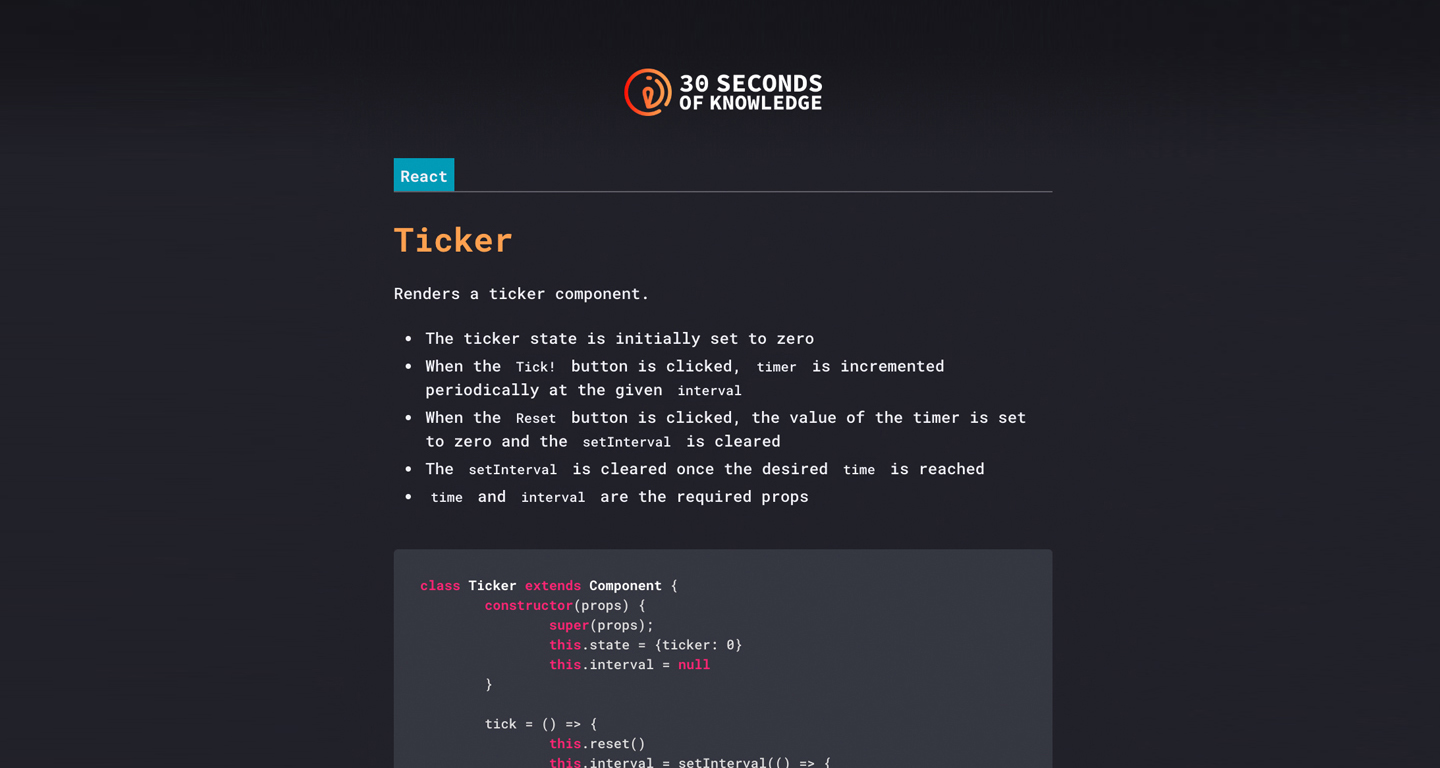 30 SECONDS
OF KNOWLEDGE
React
Ticker
Renders a ticker component.
• The ticker state is initially set to zero
• When the Tick! button is clicked, timer is incremented
periodically at the given interval
• When the Reset button is clicked, the value of the timer is set
to zero and the setInterval is cleared
• The setInterval is cleared once the desired time is reached
• time and interval are the required props
class Ticker extends Component {
        constructor(props) {
                super(props);
                this.state = {ticker: 0}
                this.interval = null
        }

        tick = () => {
                this.reset()
                this.interval = setInterval(() => {